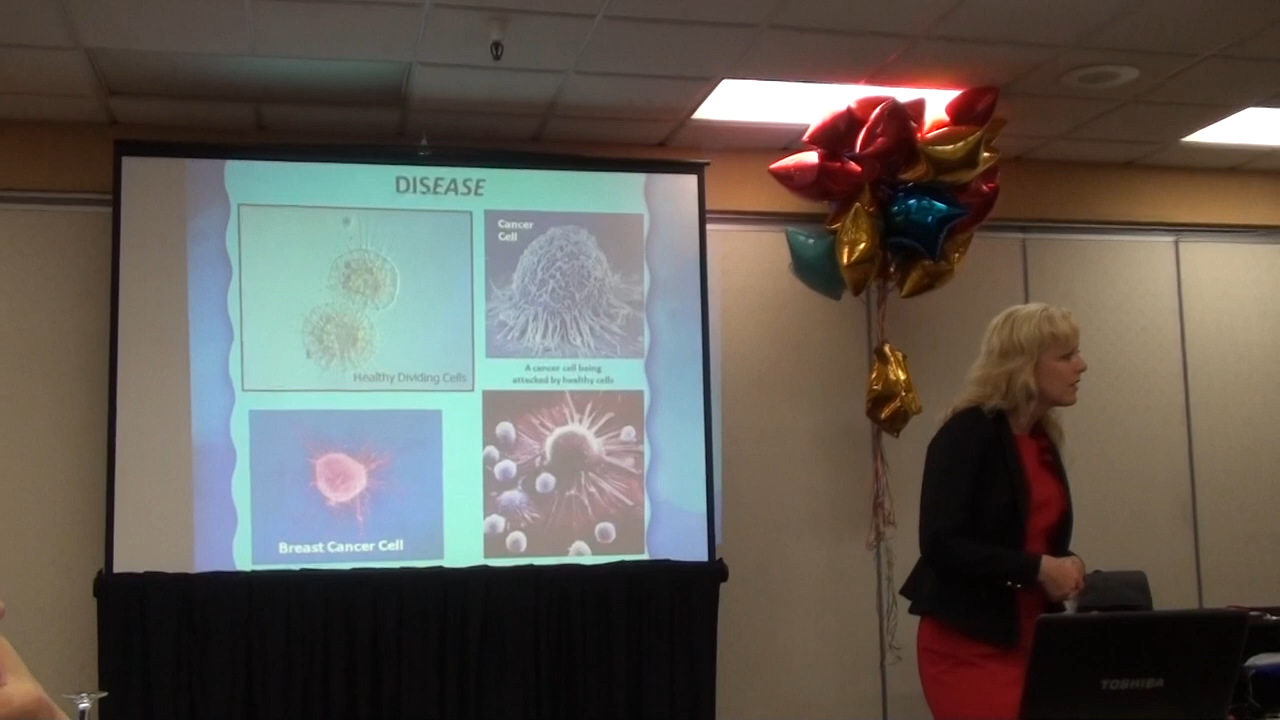 DISEASE
Healthy Dividing Cells
Cancer
Cell
A cancer cell being
attacked by healthy cells
Breast Cancer Cell
TOSHIBA